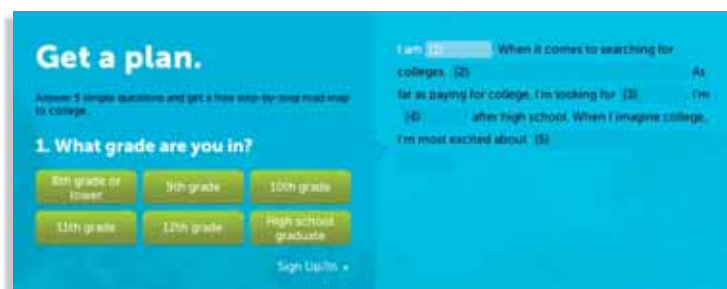 Get a plan.
Answer 5 simple questions and get a free step-by-step road map
to college.
1. What grade are you in?
8th grade or
lower
9th grade
10th grade
11th grade
12th grade
High school
graduate
Sign Up/In
I am (1) . When it comes to searching for
colleges, (2) . As
far as paying for college, I'm looking for (3) . I'm
(4) after high school. When I imagine college,
I'm most excited about (5)